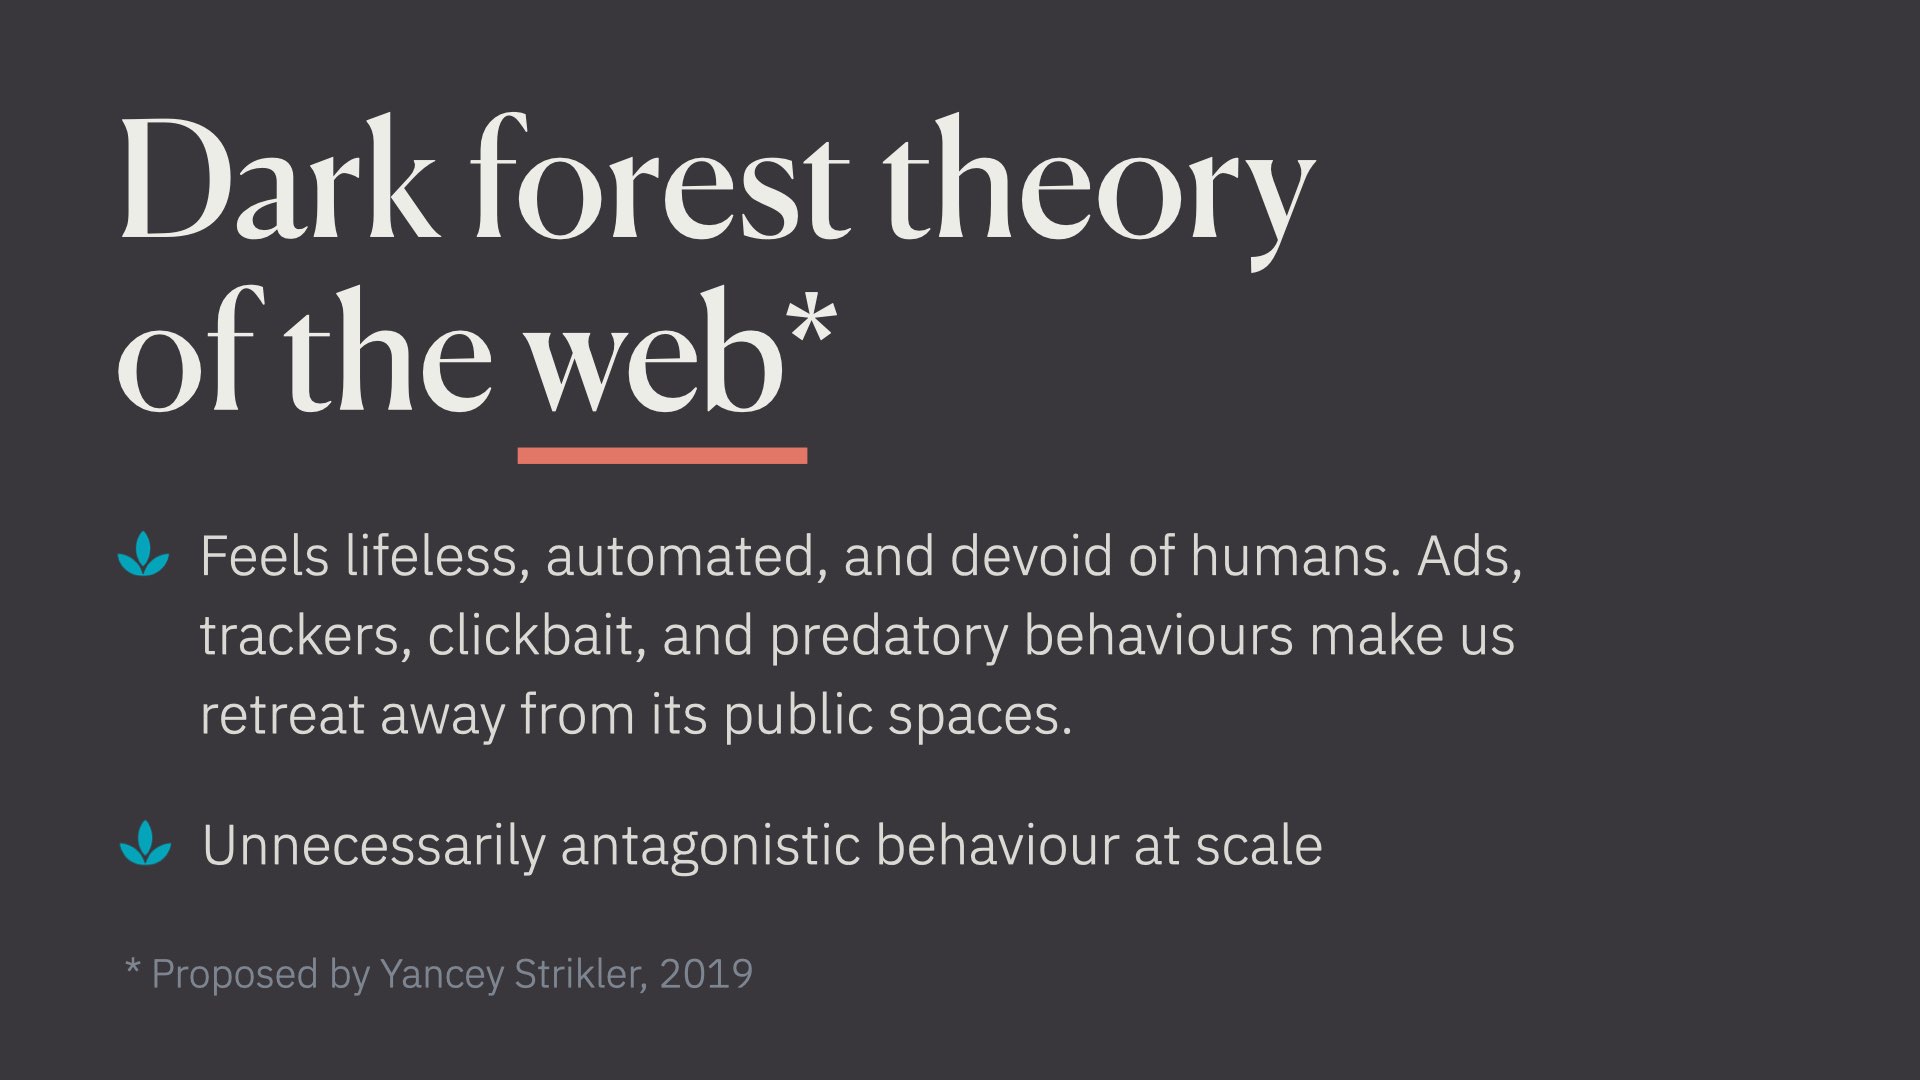 Dark forest theory
of the web*
Feels lifeless, automated, and devoid of humans. Ads,
trackers, clickbait, and predatory behaviours make us
retreat away from its public spaces.
Unnecessarily antagonistic behaviour at scale
* Proposed by Yancey Strikler, 2019